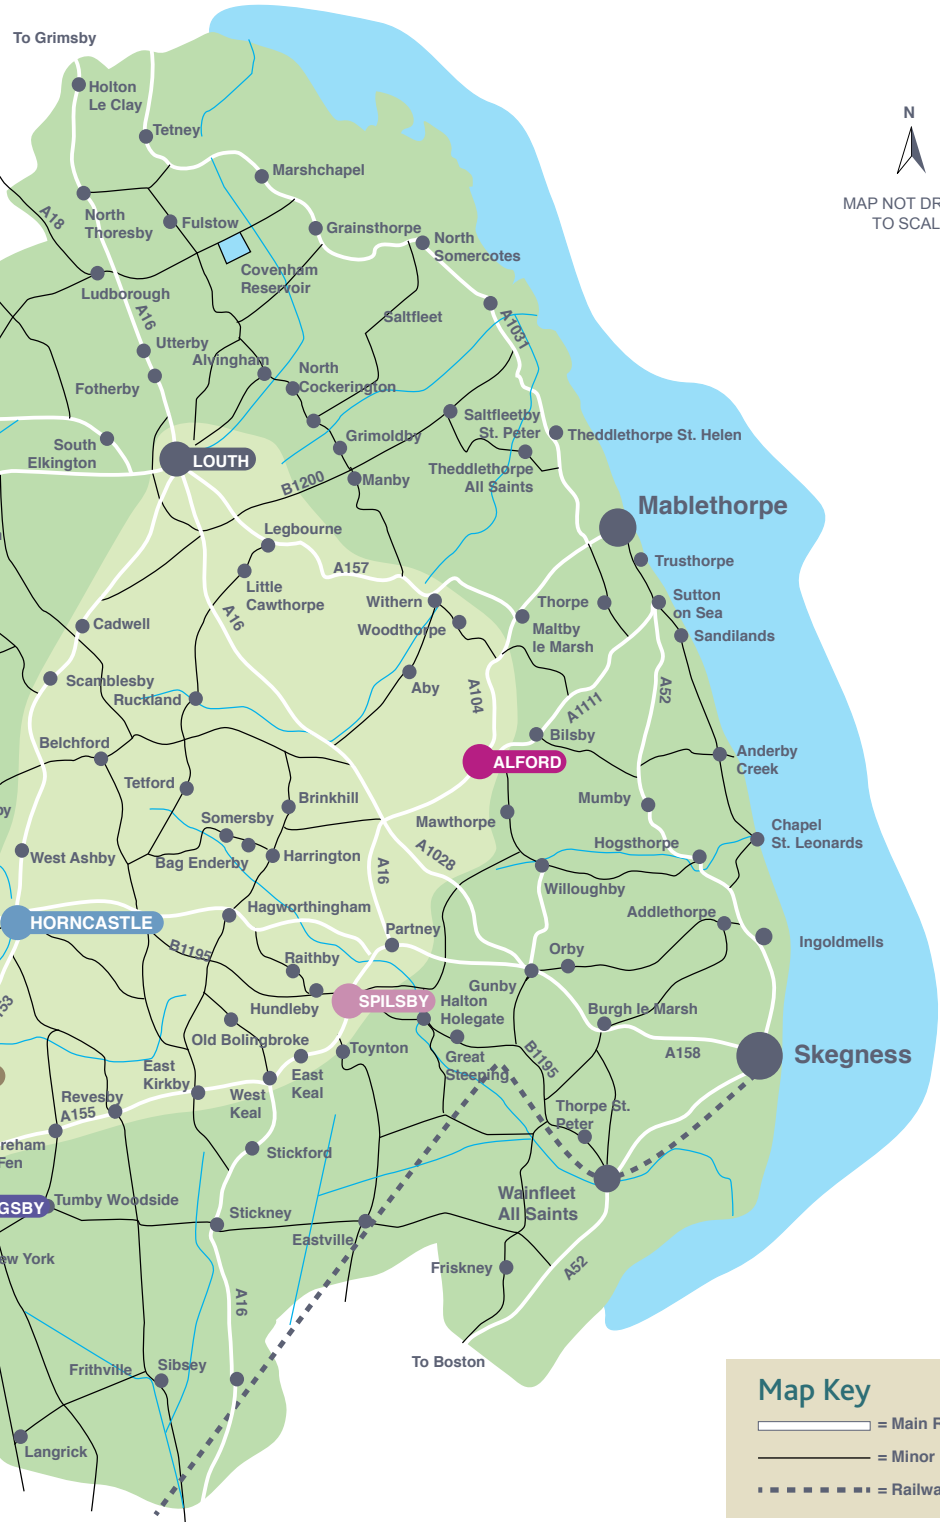 To Grimsby
Holton
Le Clay
Tetney
Marshchapel
N
MAP NOT DR
TO SCAL
A18
North
Thoresby
Fulstow
Grainsthorpe
North
Somercotes
Covenham
Reservoir
Ludborough
A16
Saltfleet
A1031
Utterby
Alvingham
North
Cockerington
Fotherby
Saltfleetby
St. Peter
Theddlethorpe St. Helen
South
Elkington
Grimoldby
LOUTH
Theddlethorpe
All Saints
B1200
Manby
Mablethorpe
Legbourne
Trusthorpe
A157
Little
Cawthorpe
Withern
Thorpe
Sutton
on Sea
A16
Cadwell
Woodthorpe
Maltby
le Marsh
Sandilands
Scamblesby
Ruckland
Aby
A104
A1111
A52
Belchford
Bilsby
Anderby
Creek
ALFORD
Tetford
Brinkhill
Mumby
by
Somersby
Mawthorpe
Chapel
St. Leonards
Hogsthorpe
West Ashby
Bag Enderby
Harrington
A16
A1028
Willoughby
HORNCASTLE
Hagworthingham
Addlethorpe
Partney
Ingoldmells
B1195
Raithby
Orby
Gunby
153
Hundleby
SPILSBY
Halton
Holegate
Burgh le Marsh
Old Bolingbroke
Toynton
Great
Steeping
B1195
A158
Skegness
East
Kirkby
East
Keal
West
Keal
Revesby
A155
Thorpe St.
Peter
reham
Fen
Stickford
GSBY
Tumby Woodside
Wainfleet
All Saints
Stickney
Eastville
ew York
Friskney
A52
A16
To Boston
Frithville
Sibsey
Langrick
Map Key
= Main R
= Minor
= Railwa